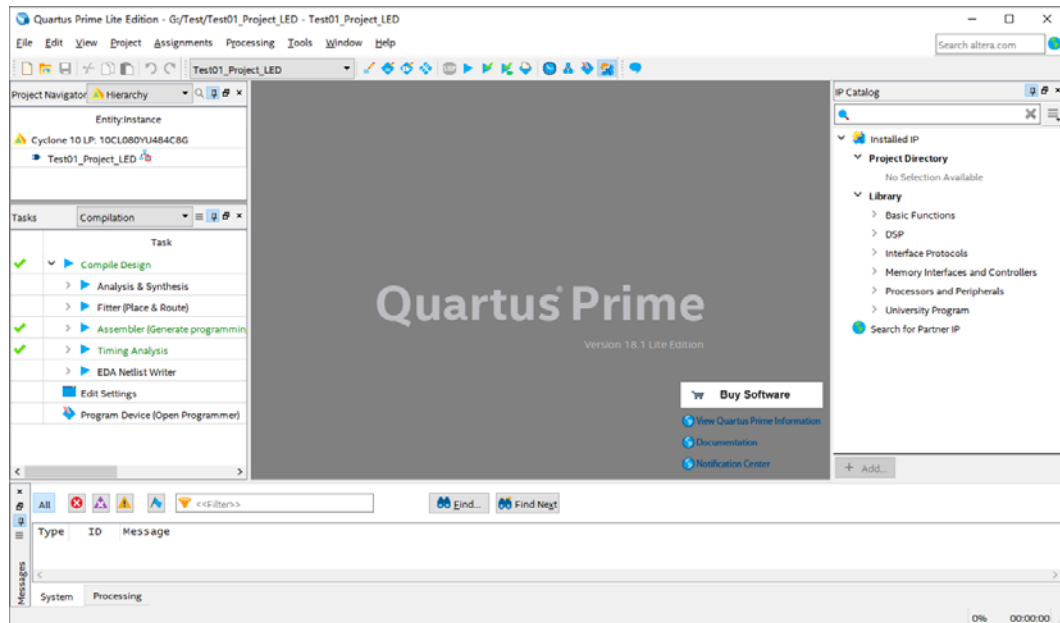 Quartus Prime Lite Edition - G:/Test/Test01_Project_LED - Test01_Project_LED
File Edit View Project Assignments Processing Tools Window Help
Search altera.com
Test01_Project_LED
Project Navigator Hierarchy
Entity:Instance
Cyclone 10 LP: 10CL080YU484C8G
Test01_Project_LED
Tasks Compilation
Task
Compile Design
Analysis & Synthesis
Fitter (Place & Route)
Assembler (Generate programmin
Timing Analysis
EDA Netlist Writer
Edit Settings
Program Device (Open Programmer)
Quartus Prime
Version 18.1 Lite Edition
Buy Software
View Quartus Prime Information
Documentation
Notification Center
IP Catalog
Installed IP
Project Directory
No Selection Available
Library
Basic Functions
DSP
Interface Protocols
Memory Interfaces and Controllers
Processors and Peripherals
University Program
Search for Partner IP
+ Add...
All <<Filter>> Find... Find Next
Type ID Message
Messages
System Processing
0% 00:00:00